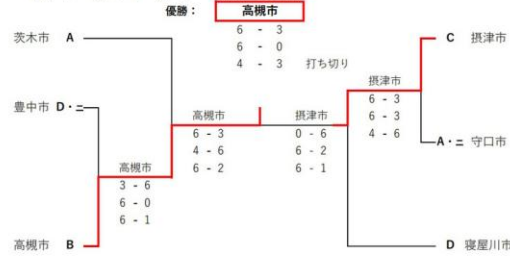 優勝： 高槻市
6 - 3
6 - 0
4 - 3 打ち切り
茨木市 A
C 摂津市
摂津市
6 - 3
6 - 3
4 - 6
豊中市 D・ニ
高槻市
6 - 3
4 - 6
6 - 2
摂津市
0 - 6
6 - 2
6 - 1
A・ニ 守口市
高槻市
3 - 6
6 - 0
6 - 1
高槻市 B
D 寝屋川市